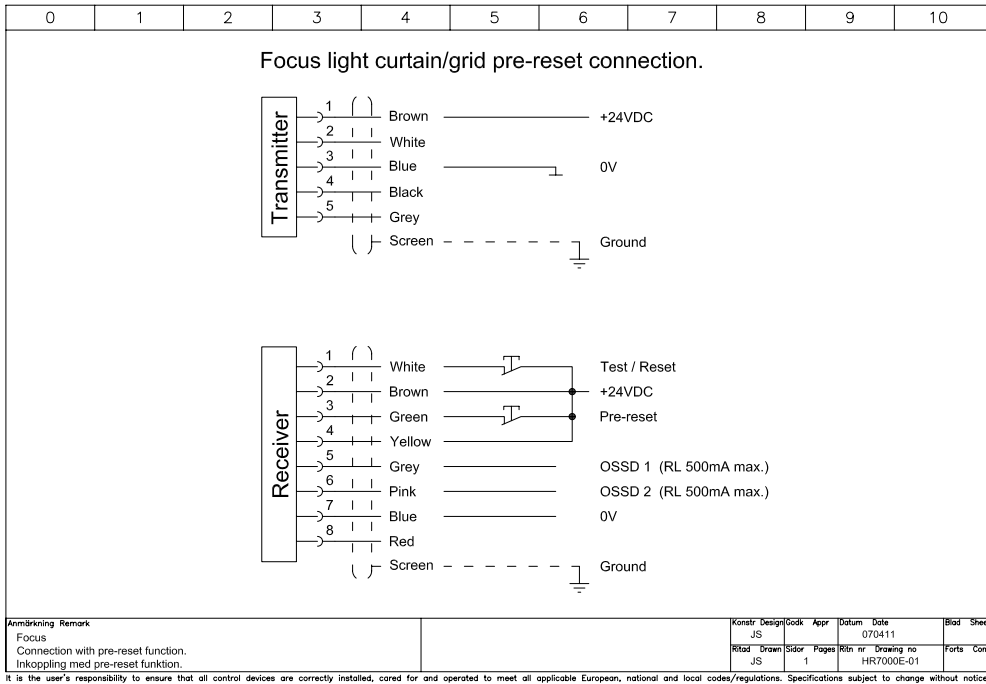 0 1 2 3 4 5 6 7 8 9 10
Focus light curtain/grid pre-reset connection.
Transmitter
1 Brown +24VDC
2 White
3 Blue 0V
4 Black
5 Grey
Screen Ground
Receiver
1 White Test / Reset
2 Brown +24VDC
3 Green Pre-reset
4 Yellow
5 Grey OSSD 1 (RL 500mA max.)
6 Pink OSSD 2 (RL 500mA max.)
7 Blue 0V
8 Red
Screen Ground
Anmärkning Remark
Focus
Connection with pre-reset function.
Inkoppling med pre-reset funktion.
Konstr Design Godk Appr Datum Date Blad Shee
JS 070411
Ritad Drawn Sidor Pages Ritn nr Drawing no Forts Con
JS 1 HR7000E-01
It is the user's responsibility to ensure that all control devices are correctly installed, cared for and operated to meet all applicable European, national and local codes/regulations. Specifications subject to change without notice